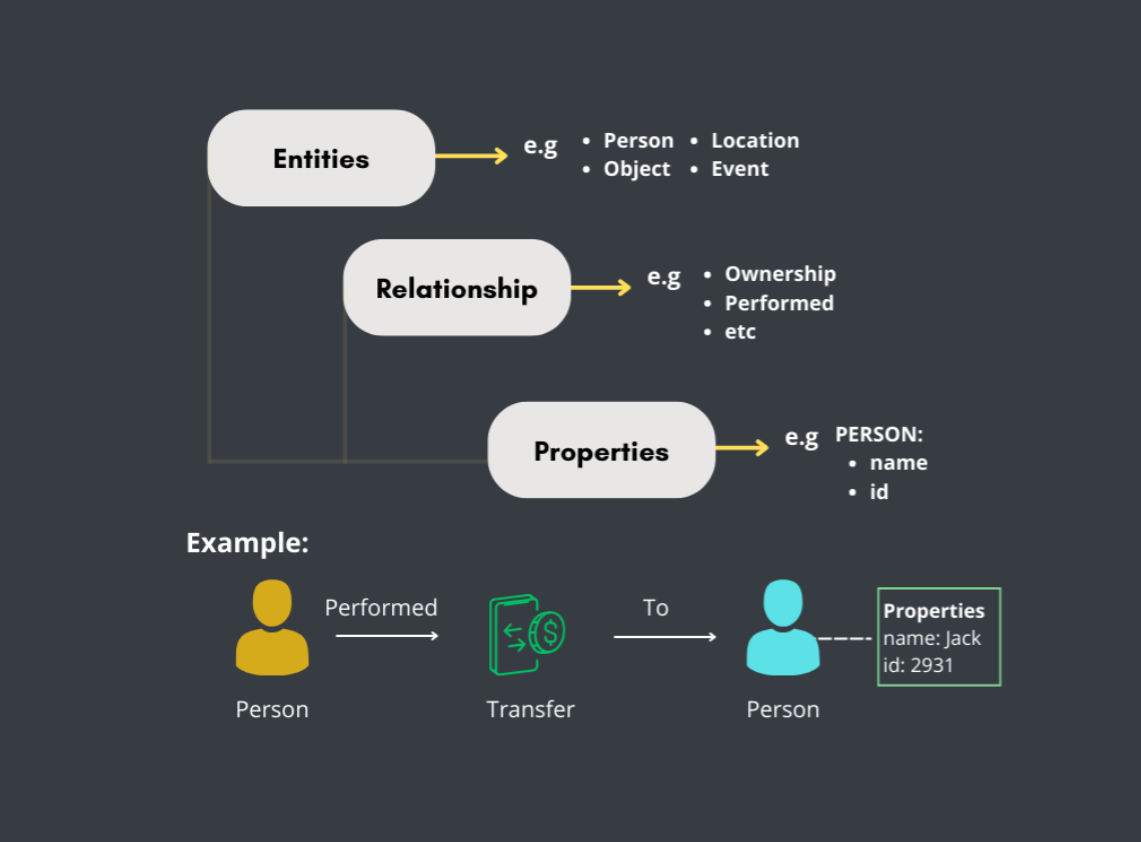 Entities
e.g
• Person • Location
• Object • Event
Relationship
e.g
• Ownership
• Performed
• etc
Properties
e.g
PERSON:
• name
• id
Example:
Performed
To
$
Properties
name: Jack
id: 2931
Person
Transfer
Person